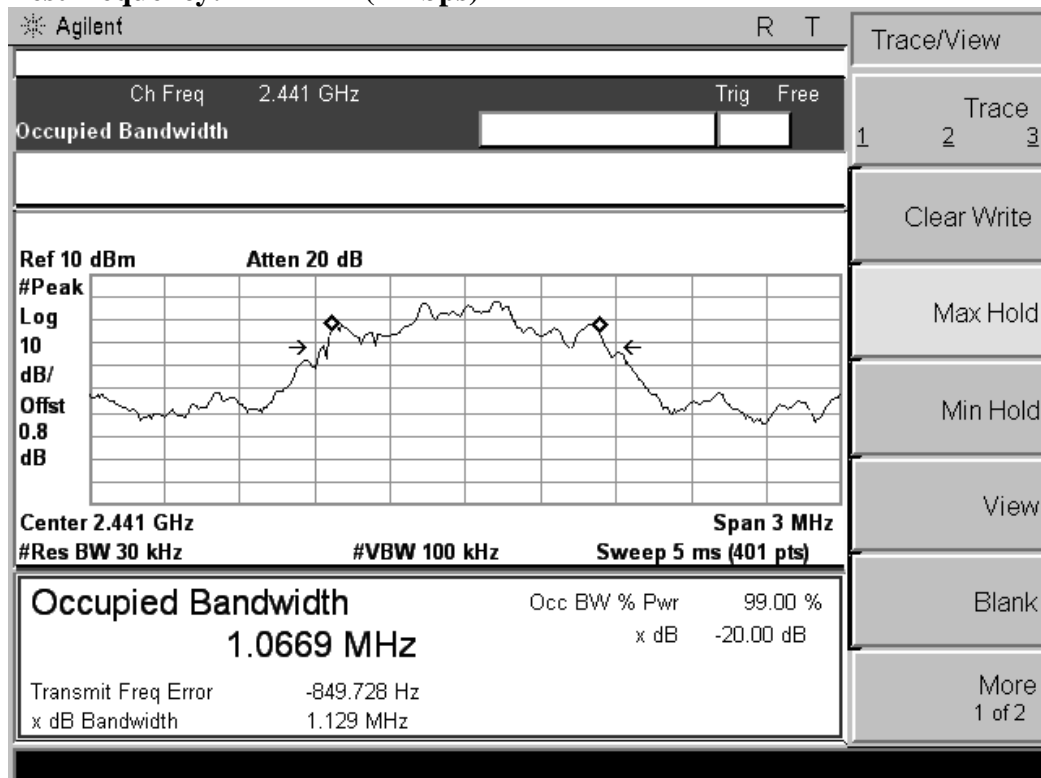 Agilent R T
Trace/View
Ch Freq 2.441 GHz Trig Free
Occupied Bandwidth
Trace
1 2 3
Clear Write
Ref 10 dBm Atten 20 dB
#Peak
Log
10
dB/
Offst
0.8
dB
Max Hold
Min Hold
View
Center 2.441 GHz Span 3 MHz
#Res BW 30 kHz #VBW 100 kHz Sweep 5 ms (401 pts)
Occupied Bandwidth
1.0669 MHz
Occ BW % Pwr 99.00 %
x dB -20.00 dB
Transmit Freq Error -849.728 Hz
x dB Bandwidth 1.129 MHz
Blank
More
1 of 2